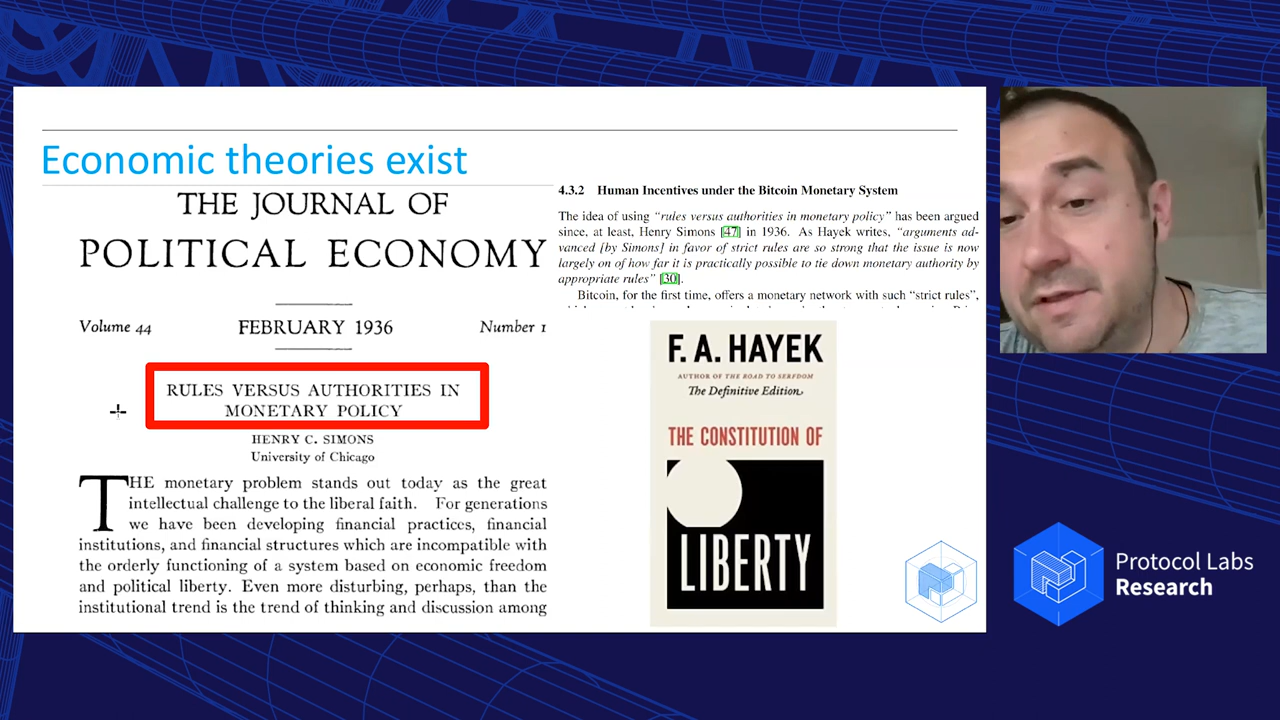 Economic theories exist
THE JOURNAL OF
POLITICAL ECONOMY
Volume 44 FEBRUARY 1936 Number 1
RULES VERSUS AUTHORITIES IN
MONETARY POLICY
HENRY C. SIMONS
University of Chicago
THE monetary problem stands out today as the great
intellectual challenge to the liberal faith. For generations
we have been developing financial practices, financial
institutions, and financial structures which are incompatible with
the orderly functioning of a system based on economic freedom
and political liberty. Even more disturbing, perhaps, than the
institutional trend is the trend of thinking and discussion among
4.3.2 Human Incentives under the Bitcoin Monetary System
The idea of using "rules versus authorities in monetary policy" has been argued
since, at least, Henry Simons [47] in 1936. As Hayek writes, "arguments ad-
vanced [by Simons] in favor of strict rules are so strong that the issue is now
largely on of how far it is practically possible to tie down monetary authority by
appropriate rules" [30].
Bitcoin, for the first time, offers a monetary network with such "strict rules",
F. A. HAYEK
AUTHOR OF THE ROAD TO SERFDOM
The Definitive Edition
THE CONSTITUTION OF
LIBERTY
Protocol Labs
Research